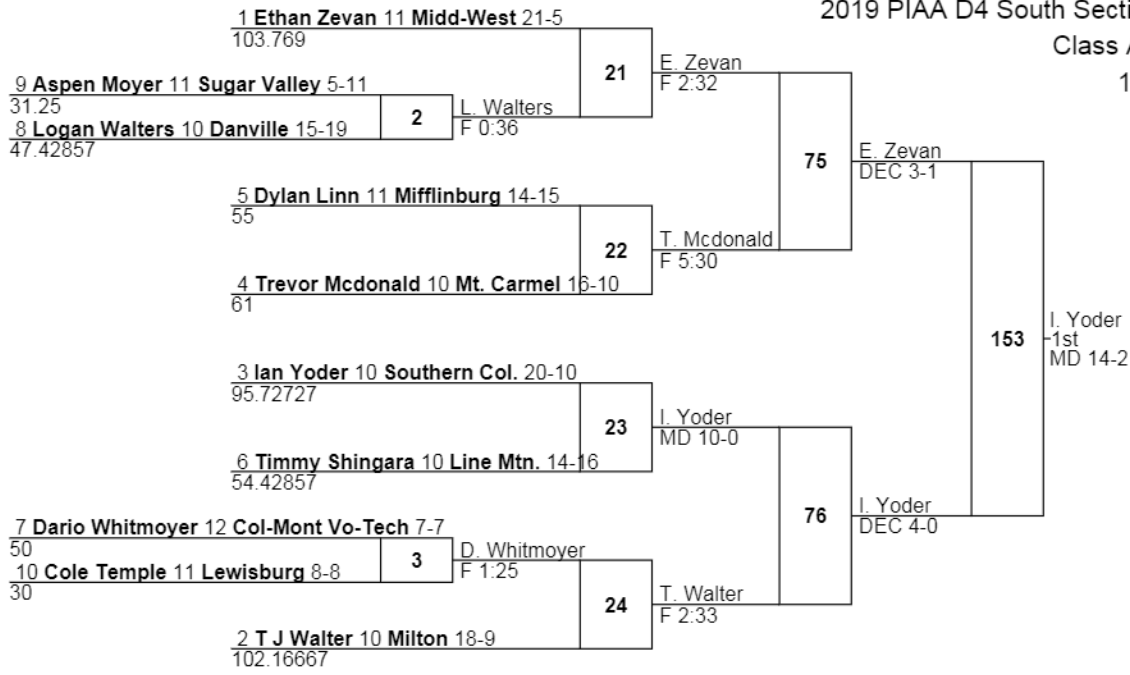 2019 PIAA D4 South Secti
Class
1
1 Ethan Zevan 11 Midd-West 21-5
103.769
21
E. Zevan
F 2:32
9 Aspen Moyer 11 Sugar Valley 5-11
31.25
2
L. Walters
F 0:36
8 Logan Walters 10 Danville 15-19
47.42857
75
E. Zevan
DEC 3-1
5 Dylan Linn 11 Mifflinburg 14-15
55
22
T. Mcdonald
F 5:30
4 Trevor Mcdonald 10 Mt. Carmel 16-10
61
153
I. Yoder
1st
MD 14-2
3 Ian Yoder 10 Southern Col. 20-10
95.72727
23
I. Yoder
MD 10-0
6 Timmy Shingara 10 Line Mtn. 14-16
54.42857
76
I. Yoder
DEC 4-0
7 Dario Whitmoyer 12 Col-Mont Vo-Tech 7-7
50
3
D. Whitmoyer
F 1:25
10 Cole Temple 11 Lewisburg 8-8
30
24
T. Walter
F 2:33
2 T J Walter 10 Milton 18-9
102.16667